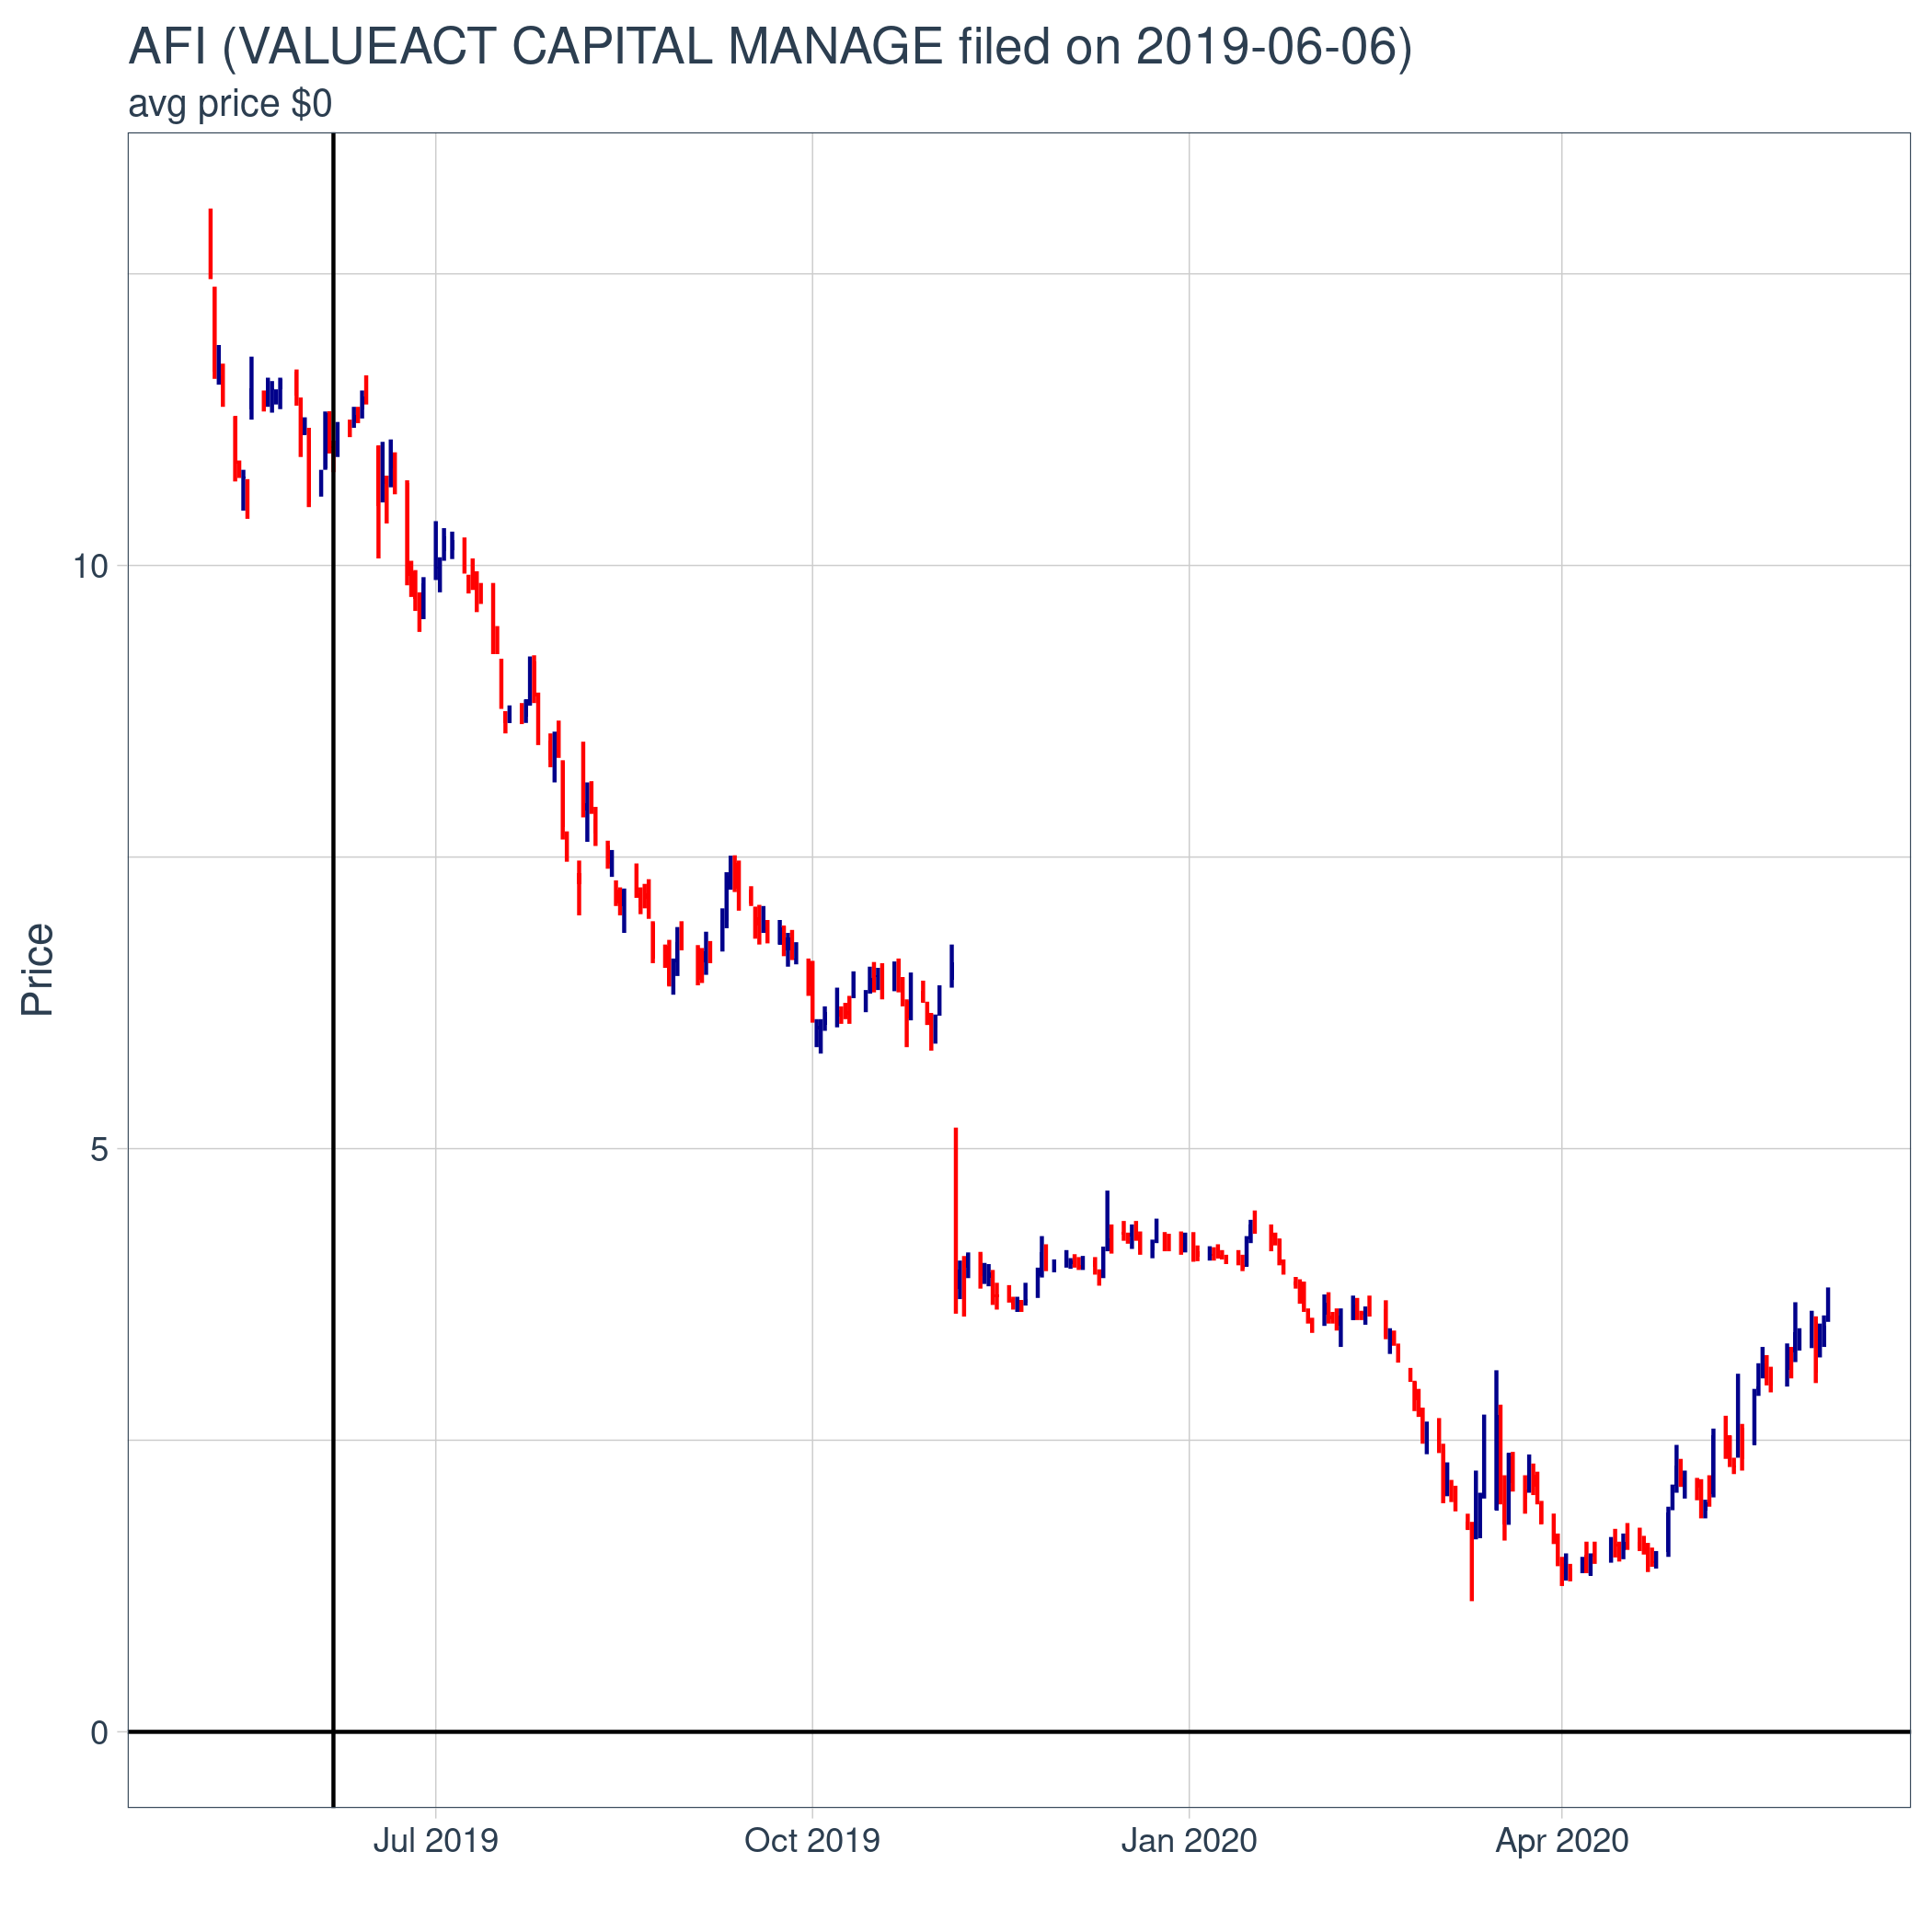 AFI (VALUEACT CAPITAL MANAGE filed on 2019-06-06)
avg price $0
10
5
0
Price
Jul 2019
Oct 2019
Jan 2020
Apr 2020